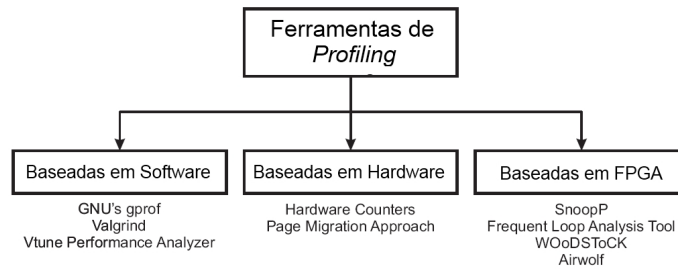 Ferramentas de
Profiling
Baseadas em Software
Baseadas em Hardware
Baseadas em FPGA
GNU's gprof
Valgrind
Vtune Performance Analyzer
Hardware Counters
Page Migration Approach
SnoopP
Frequent Loop Analysis Tool
WOoDSToCK
Airwolf